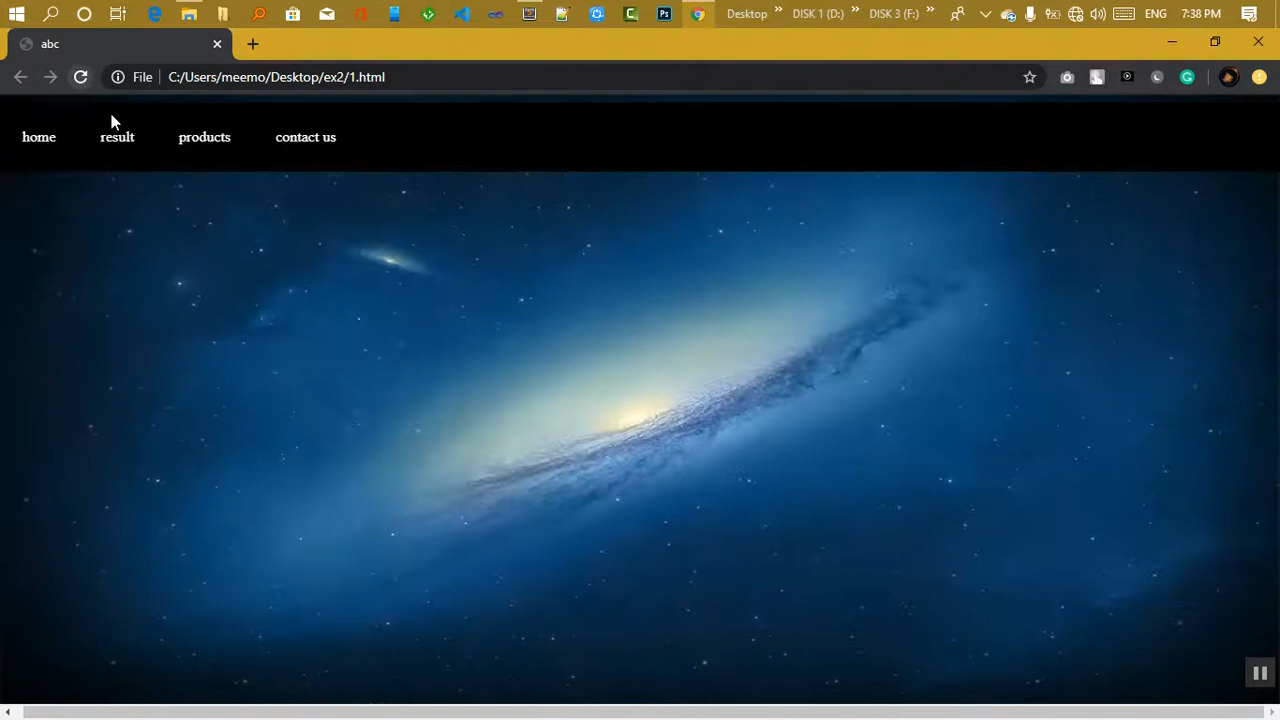 Desktop » DISK 1 (D:) » DISK 3 (F:) » ENG 7:38 PM
abc
File C:/Users/meemo/Desktop/ex2/1.html
home result products contact us